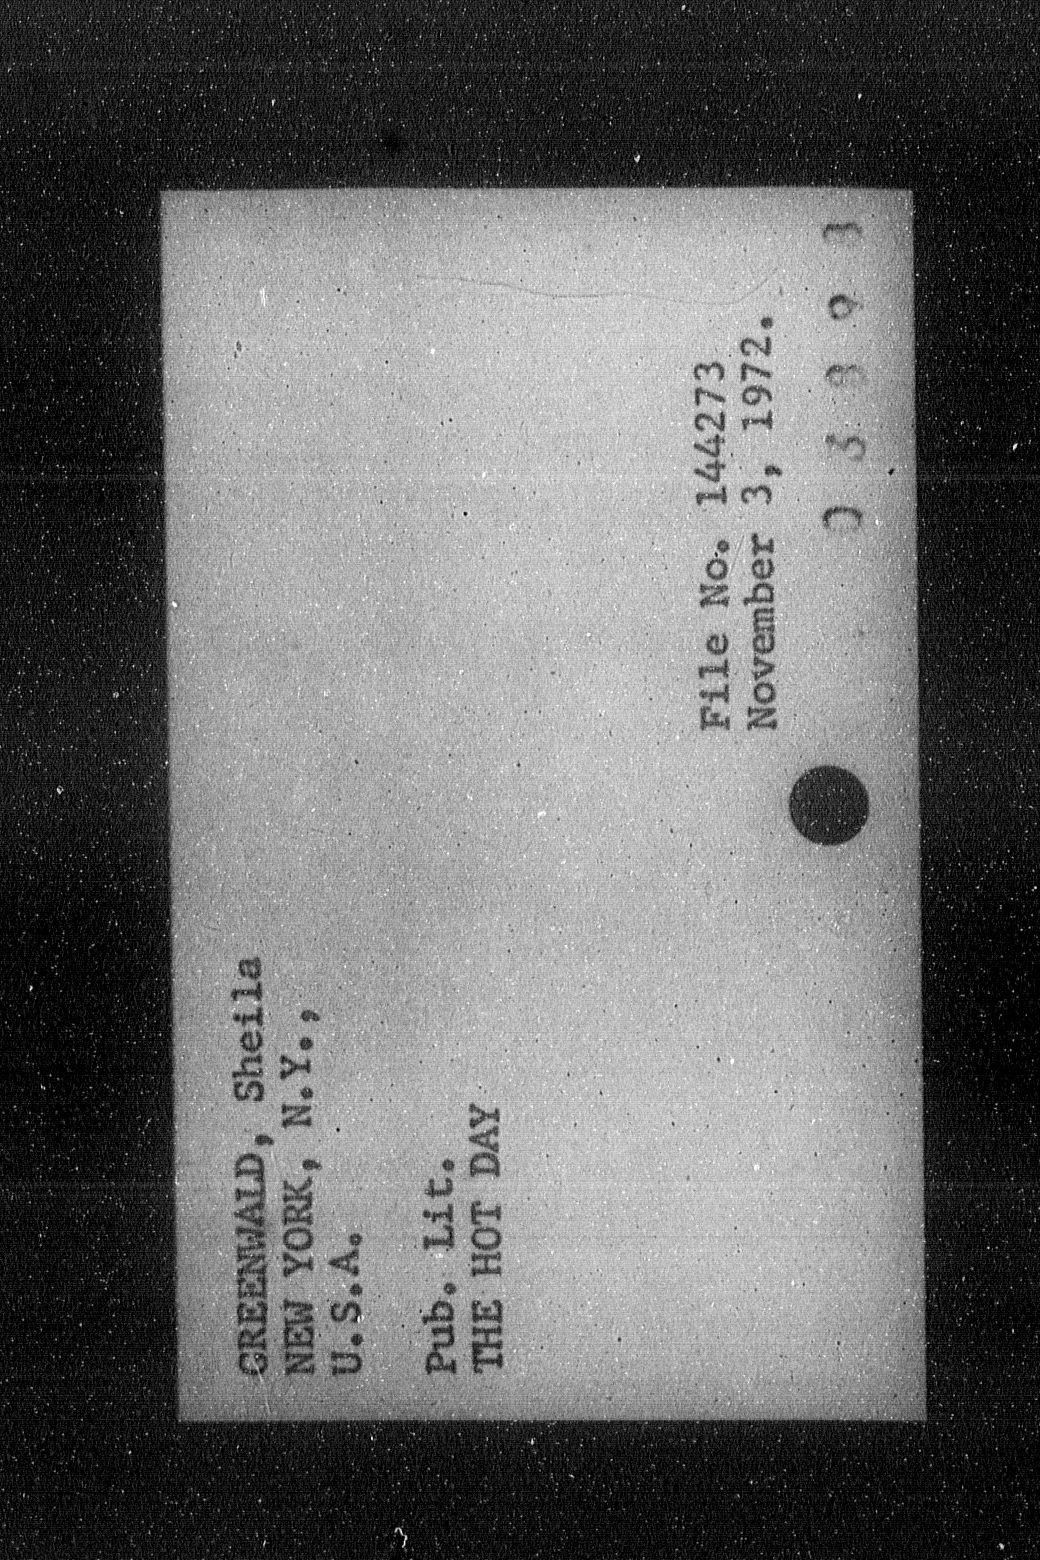 GREENWALD, Sheila
NEW YORK, N.Y.,
U.S.A.
Pub. Lit.
THE HOT DAY
File No. 144273
November 3, 1972.